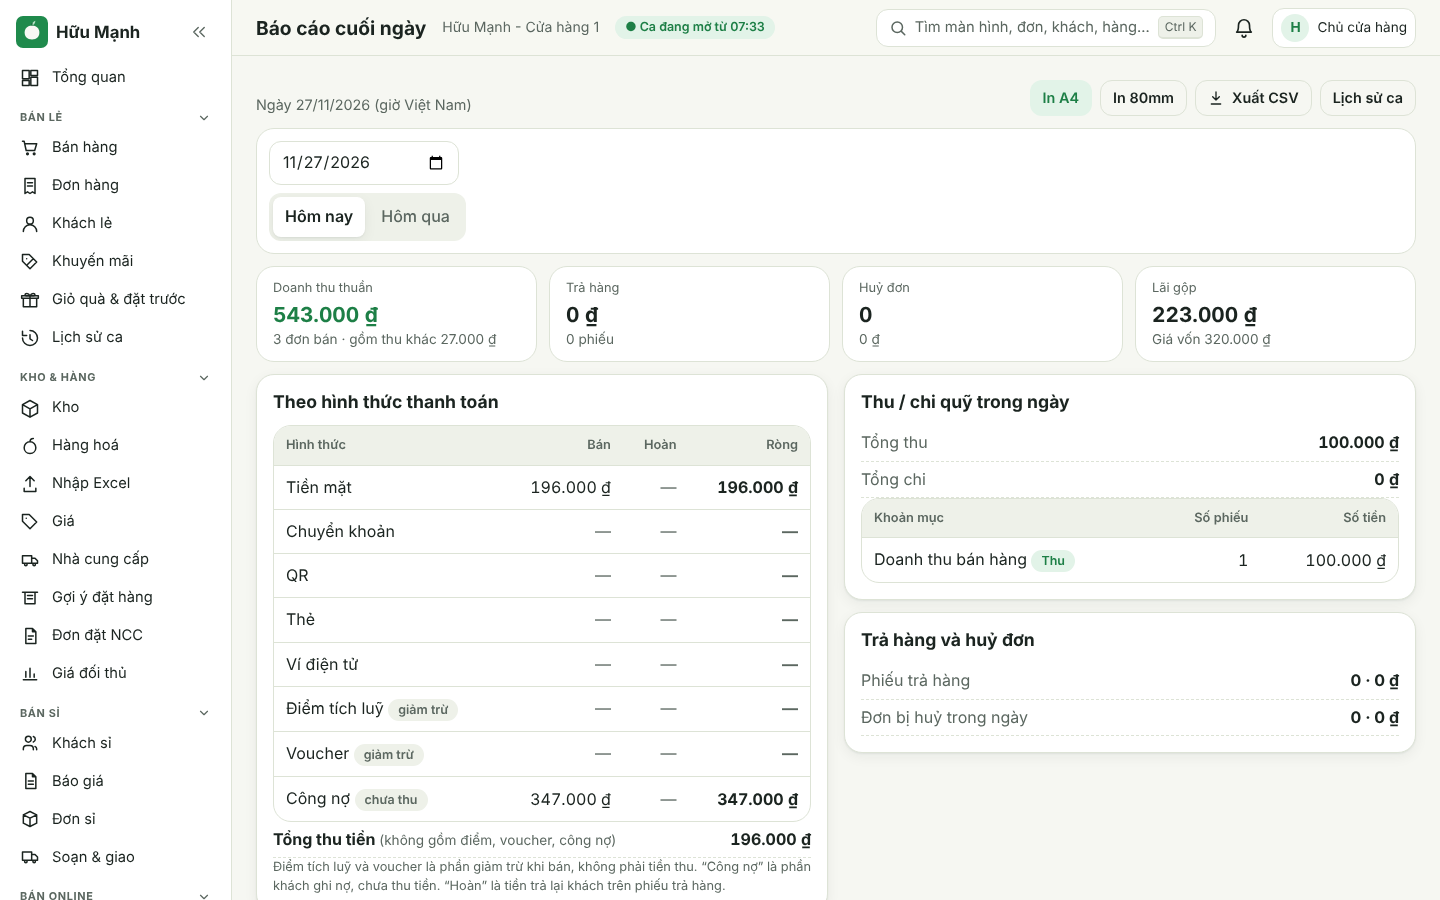 Hữu Mạnh
Tổng quan
BÁN LẺ
Bán hàng
Đơn hàng
Khách lẻ
Khuyến mãi
Giỏ quà & đặt trước
Lịch sử ca
KHO & HÀNG
Kho
Hàng hoá
Nhập Excel
Giá
Nhà cung cấp
Gợi ý đặt hàng
Đơn đặt NCC
Giá đối thủ
BÁN SỈ
Khách sỉ
Báo giá
Đơn sỉ
Soạn & giao
BÁN ONLINE
Báo cáo cuối ngày Hữu Mạnh - Cửa hàng 1 Ca đang mở từ 07:33 Tìm màn hình, đơn, khách, hàng... Ctrl K H Chủ cửa hàng
Ngày 27/11/2026 (giờ Việt Nam) In A4 In 80mm Xuất CSV Lịch sử ca
11/27/2026
Hôm nay Hôm qua
Doanh thu thuần
543.000 ₫
3 đơn bán · gồm thu khác 27.000 ₫
Trả hàng
0 ₫
0 phiếu
Huỷ đơn
0
0 ₫
Lãi gộp
223.000 ₫
Giá vốn 320.000 ₫
Theo hình thức thanh toán
Hình thức Bán Hoàn Ròng
Tiền mặt 196.000 ₫ — 196.000 ₫
Chuyển khoản — — —
QR — — —
Thẻ — — —
Ví điện tử — — —
Điểm tích luỹ giảm trừ — — —
Voucher giảm trừ — — —
Công nợ chưa thu 347.000 ₫ — 347.000 ₫
Tổng thu tiền (không gồm điểm, voucher, công nợ) 196.000 ₫
Điểm tích luỹ và voucher là phần giảm trừ khi bán, không phải tiền thu. “Công nợ” là phần
khách ghi nợ, chưa thu tiền. “Hoàn” là tiền trả lại khách trên phiếu trả hàng.
Thu / chi quỹ trong ngày
Tổng thu 100.000 ₫
Tổng chi 0 ₫
Khoản mục Số phiếu Số tiền
Doanh thu bán hàng Thu 1 100.000 ₫
Trả hàng và huỷ đơn
Phiếu trả hàng 0 · 0 ₫
Đơn bị huỷ trong ngày 0 · 0 ₫